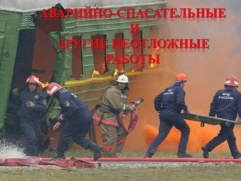 АВАРИЙНО-СПАСАТЕЛЬНЫЕ
И
ДРУГИЕ НЕОТЛОЖНЫЕ
РАБОТЫ